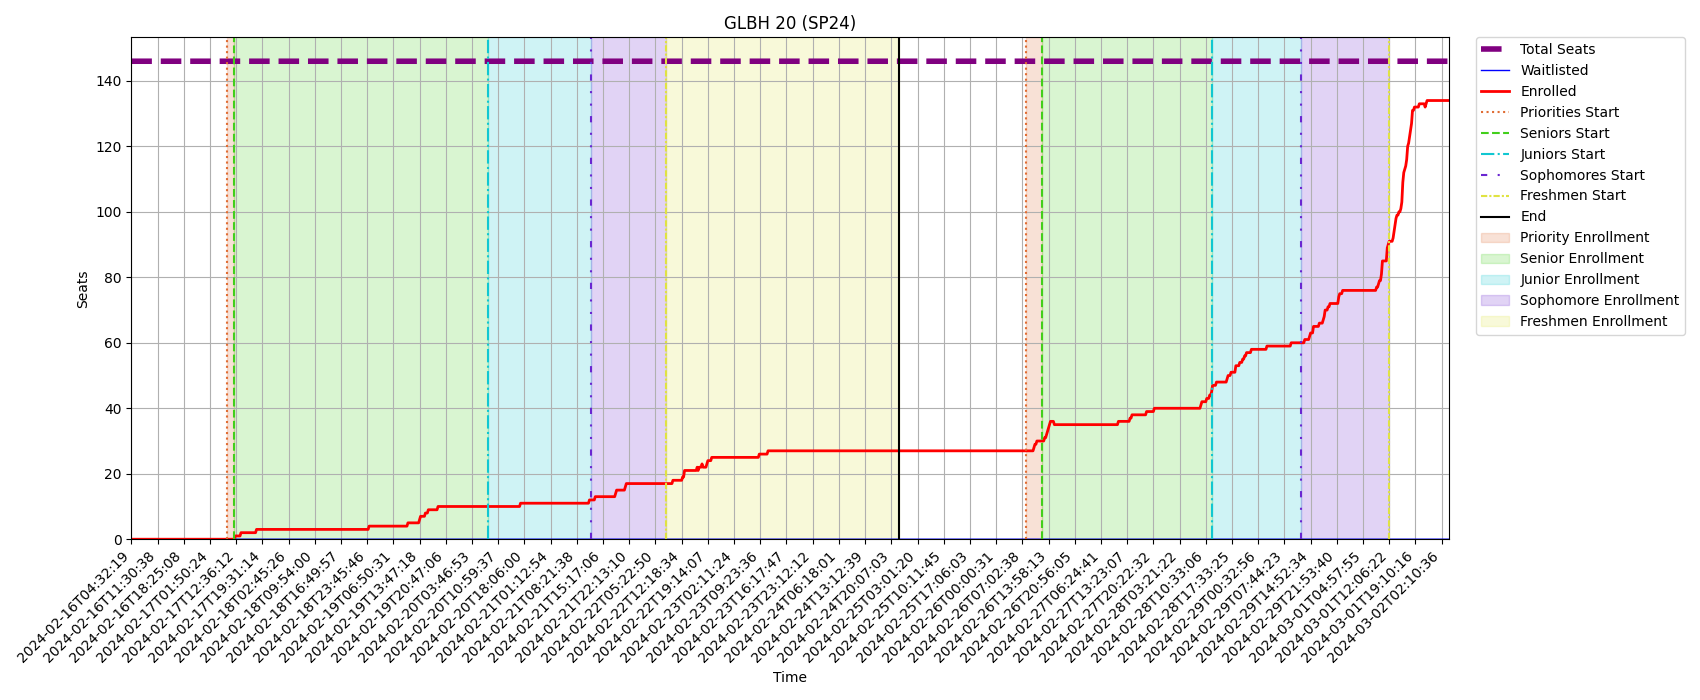 GLBH 20 (SP24)
Seats
140
120
100
80
60
40
20
0
2024-02-16T04:32:19
2024-02-16T11:30:38
2024-02-16T18:25:08
2024-02-17T01:50:24
2024-02-17T12:36:12
2024-02-17T19:31:14
2024-02-18T02:45:26
2024-02-18T09:54:00
2024-02-18T16:49:57
2024-02-18T23:45:46
2024-02-19T06:50:31
2024-02-19T13:47:18
2024-02-19T20:47:06
2024-02-20T03:46:53
2024-02-20T10:59:37
2024-02-20T18:06:00
2024-02-21T01:12:54
2024-02-21T08:21:38
2024-02-21T15:17:06
2024-02-21T22:13:10
2024-02-22T05:22:50
2024-02-22T12:18:34
2024-02-22T19:14:07
2024-02-23T02:11:24
2024-02-23T09:23:36
2024-02-23T16:17:47
2024-02-23T23:12:12
2024-02-24T06:18:01
2024-02-24T13:12:39
2024-02-24T20:07:03
2024-02-25T03:01:20
2024-02-25T10:11:45
2024-02-25T17:06:03
2024-02-26T00:00:31
2024-02-26T07:02:38
2024-02-26T13:58:13
2024-02-26T20:56:05
2024-02-27T06:24:41
2024-02-27T13:23:07
2024-02-27T20:22:32
2024-02-28T03:21:22
2024-02-28T10:33:06
2024-02-28T17:33:25
2024-02-29T00:32:56
2024-02-29T07:44:23
2024-02-29T14:52:34
2024-02-29T21:53:40
2024-03-01T04:57:55
2024-03-01T12:06:22
2024-03-01T19:10:16
2024-03-02T02:10:36
Time
Total Seats
Waitlisted
Enrolled
Priorities Start
Seniors Start
Juniors Start
Sophomores Start
Freshmen Start
End
Priority Enrollment
Senior Enrollment
Junior Enrollment
Sophomore Enrollment
Freshmen Enrollment